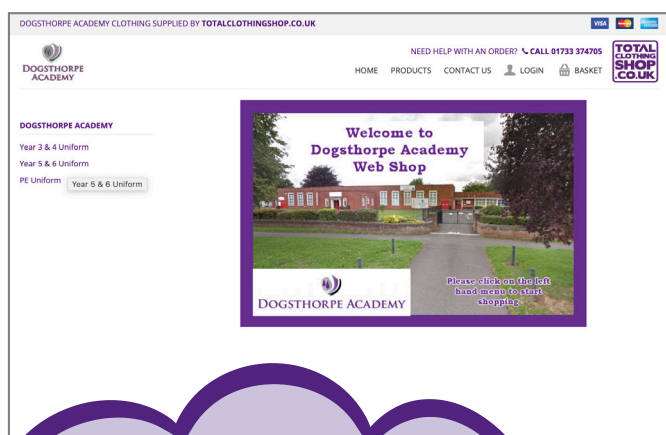 DOGSTHORPE ACADEMY CLOTHING SUPPLIED BY TOTALCLOTHINGSHOP.CO.UK
VISA
NEED HELP WITH AN ORDER? CALL 01733 374705
DOGSTHORPE
ACADEMY
HOME PRODUCTS CONTACT US LOGIN BASKET
TOTAL
CLOTHING
SHOP
.CO.UK
DOGSTHORPE ACADEMY
Year 3 & 4 Uniform
Year 5 & 6 Uniform
PE Uniform
Year 5 & 6 Uniform
Welcome to
Dogsthorpe Academy
Web Shop
DOGSTHORPE ACADEMY
Please click on the left
hand menu to start
shopping